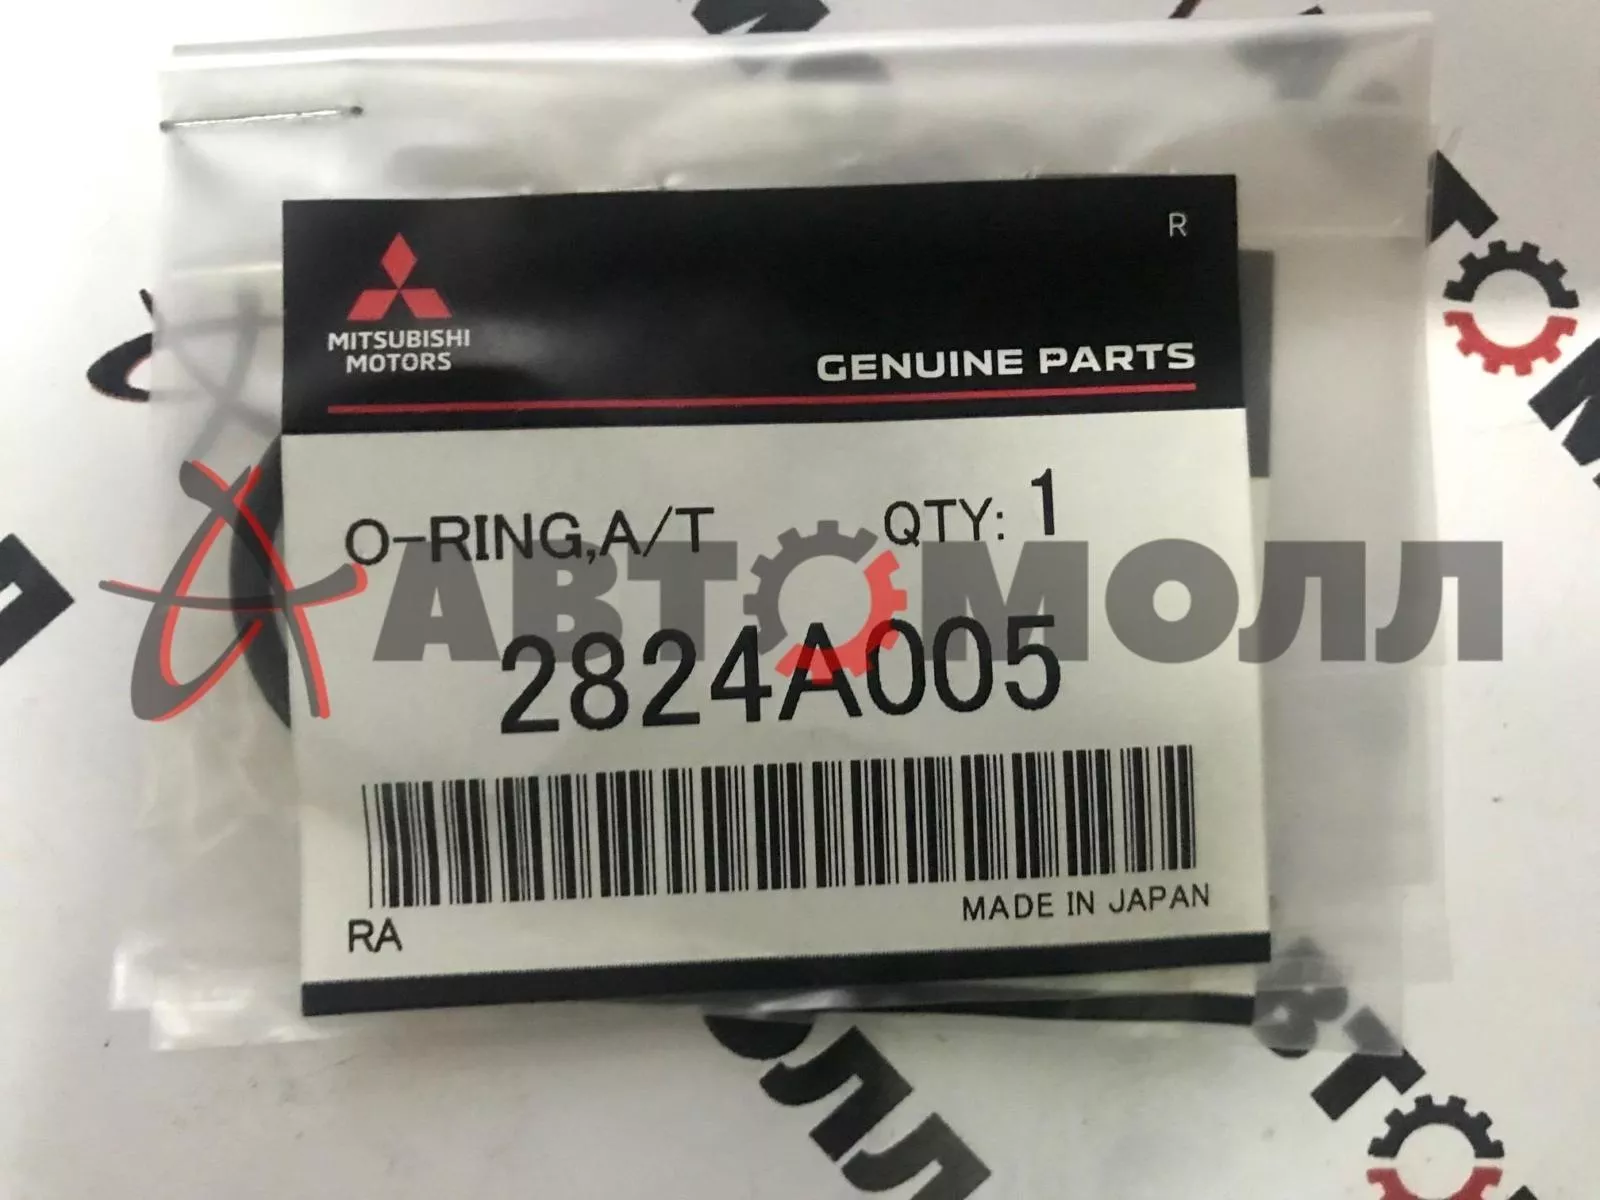 R
MITSUBISHI
MOTORS
GENUINE PARTS
O-RING,A/T QTY: 1
АВТОМОЛЛ
2824A005
RA
MADE IN JAPAN